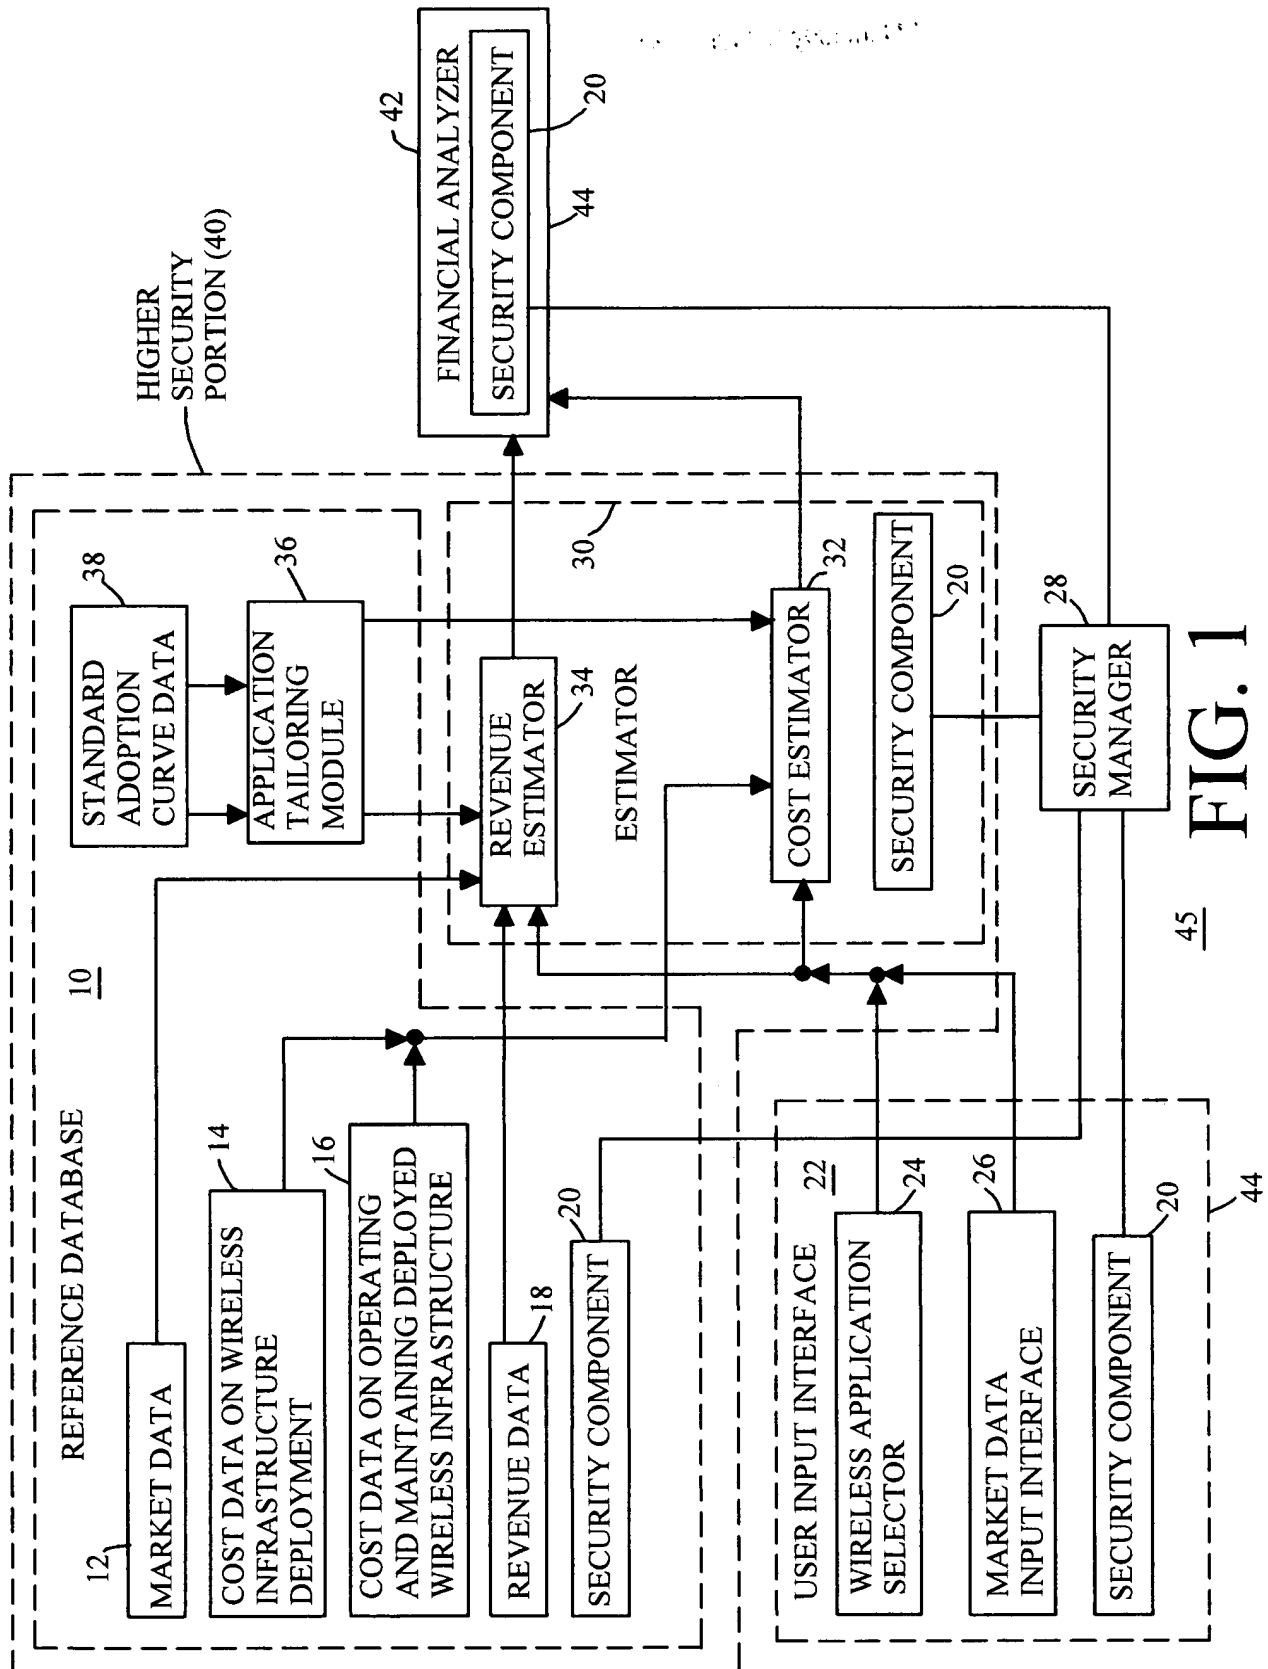 REFERENCE DATABASE
10
12
MARKET DATA
14
COST DATA ON WIRELESS
INFRASTRUCTURE
DEPLOYMENT
16
COST DATA ON OPERATING
AND MAINTAINING DEPLOYED
WIRELESS INFRASTRUCTURE
18
REVENUE DATA
20
SECURITY COMPONENT
38
STANDARD
ADOPTION
CURVE DATA
36
APPLICATION
TAILORING
MODULE
HIGHER
SECURITY
PORTION (40)
REVENUE
ESTIMATOR
34
30
ESTIMATOR
COST ESTIMATOR
32
SECURITY COMPONENT
20
42
FINANCIAL ANALYZER
SECURITY COMPONENT
20
44
USER INPUT INTERFACE
22
WIRELESS APPLICATION
SELECTOR
24
MARKET DATA
INPUT INTERFACE
26
SECURITY COMPONENT
20
44
SECURITY
MANAGER
28
45
FIG. 1